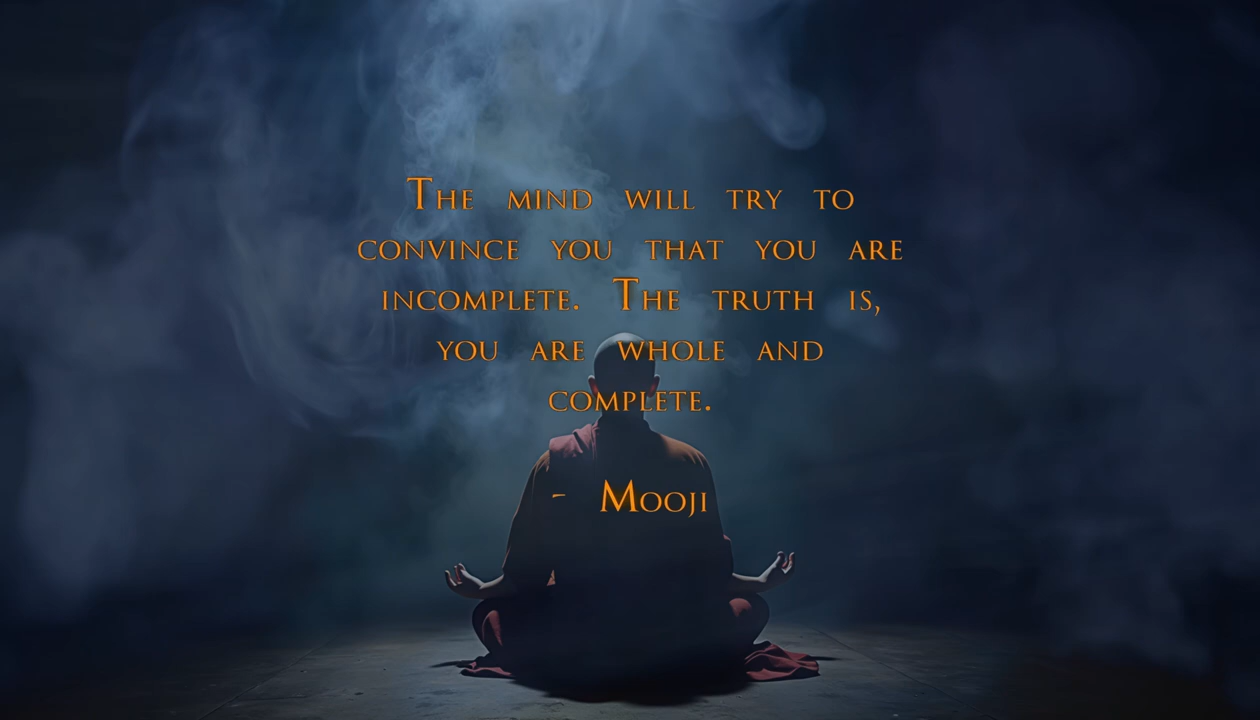 The mind will try to
convince you that you are
incomplete. The truth is,
you are whole and
complete.
- Mooji